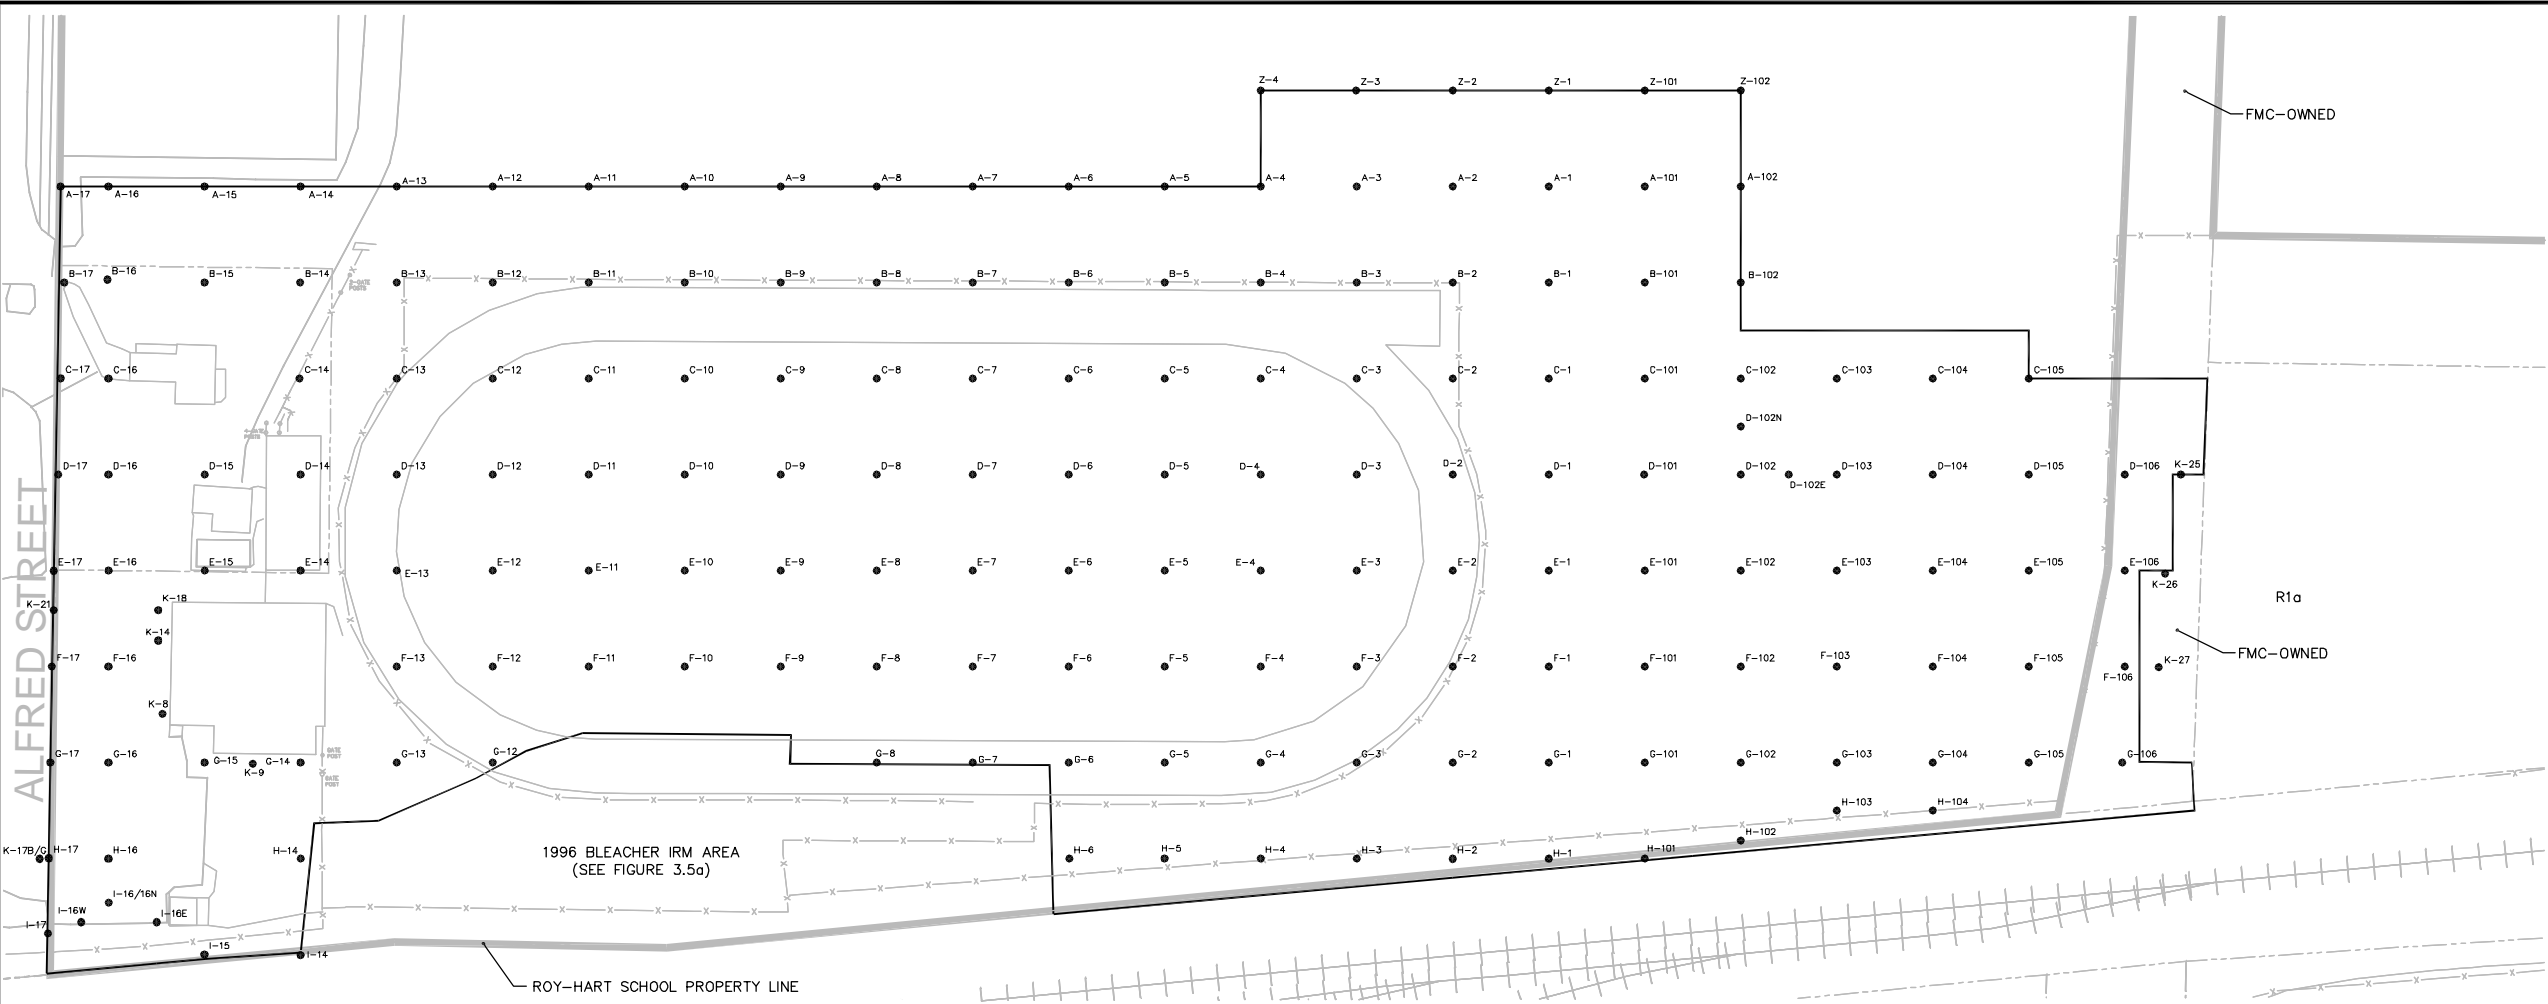 Z-4 Z-3 Z-2 Z-1 Z-101 Z-102
FMC-OWNED
A-17 A-16 A-15 A-14 A-13 A-12 A-11 A-10 A-9 A-8 A-7 A-6 A-5 A-4 A-3 A-2 A-1 A-101 A-102
B-17 B-16 B-15 B-14 B-13 B-12 B-11 B-10 B-9 B-8 B-7 B-6 B-5 B-4 B-3 B-2 B-1 B-101 B-102
2-GATE
POSTS
C-17 C-16 C-14 C-13 C-12 C-11 C-10 C-9 C-8 C-7 C-6 C-5 C-4 C-3 C-2 C-1 C-101 C-102 C-103 C-104 C-105
D-102N
4-GATE
POSTS
D-17 D-16 D-15 D-14 D-13 D-12 D-11 D-10 D-9 D-8 D-7 D-6 D-5 D-4 D-3 D-2 D-1 D-101 D-102 D-103 D-104 D-105 D-106 K-25
D-102E
ALFRED STREET
E-17 E-16 E-15 E-14 E-13 E-12 E-11 E-10 E-9 E-8 E-7 E-6 E-5 E-4 E-3 E-2 E-1 E-101 E-102 E-103 E-104 E-105 E-106
K-26
K-21 K-18
R1a
K-14
F-17 F-16 F-13 F-12 F-11 F-10 F-9 F-8 F-7 F-6 F-5 F-4 F-3 F-2 F-1 F-101 F-102 F-103 F-104 F-105 F-106 K-27
FMC-OWNED
K-8
G-17 G-16 G-15 G-14 G-13 G-12 G-8 G-7 G-6 G-5 G-4 G-3 G-2 G-1 G-101 G-102 G-103 G-104 G-105 G-106
K-9
GATE
POST
GATE
POST
H-103 H-104
H-102
K-17B/G H-17 H-16 H-14 H-6 H-5 H-4 H-3 H-2 H-1 H-101
1996 BLEACHER IRM AREA
(SEE FIGURE 3.5a)
I-16/16N
I-16W I-16E
I-17
I-15 I-14
ROY-HART SCHOOL PROPERTY LINE